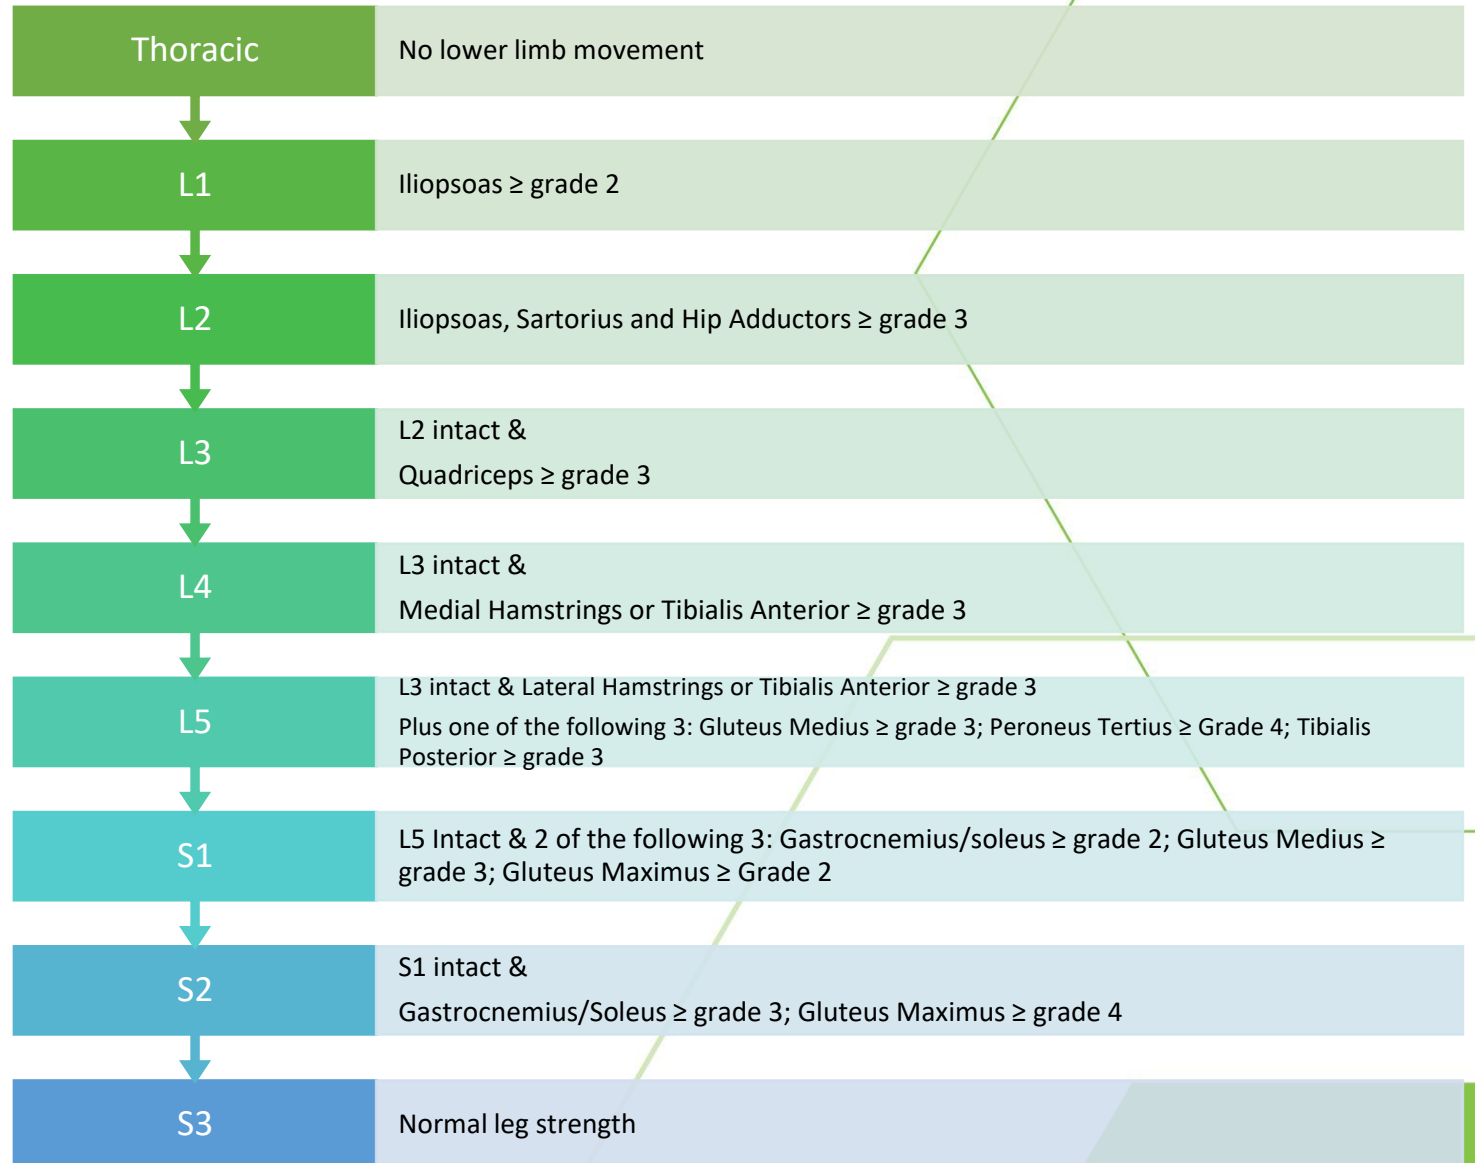 Thoracic
No lower limb movement
L1
Iliopsoas ≥ grade 2
L2
Iliopsoas, Sartorius and Hip Adductors ≥ grade 3
L3
L2 intact &
Quadriceps ≥ grade 3
L4
L3 intact &
Medial Hamstrings or Tibialis Anterior ≥ grade 3
L5
L3 intact & Lateral Hamstrings or Tibialis Anterior ≥ grade 3
Plus one of the following 3: Gluteus Medius ≥ grade 3; Peroneus Tertius ≥ Grade 4; Tibialis
Posterior ≥ grade 3
S1
L5 Intact & 2 of the following 3: Gastrocnemius/soleus ≥ grade 2; Gluteus Medius ≥
grade 3; Gluteus Maximus ≥ Grade 2
S2
S1 intact &
Gastrocnemius/Soleus ≥ grade 3; Gluteus Maximus ≥ grade 4
S3
Normal leg strength